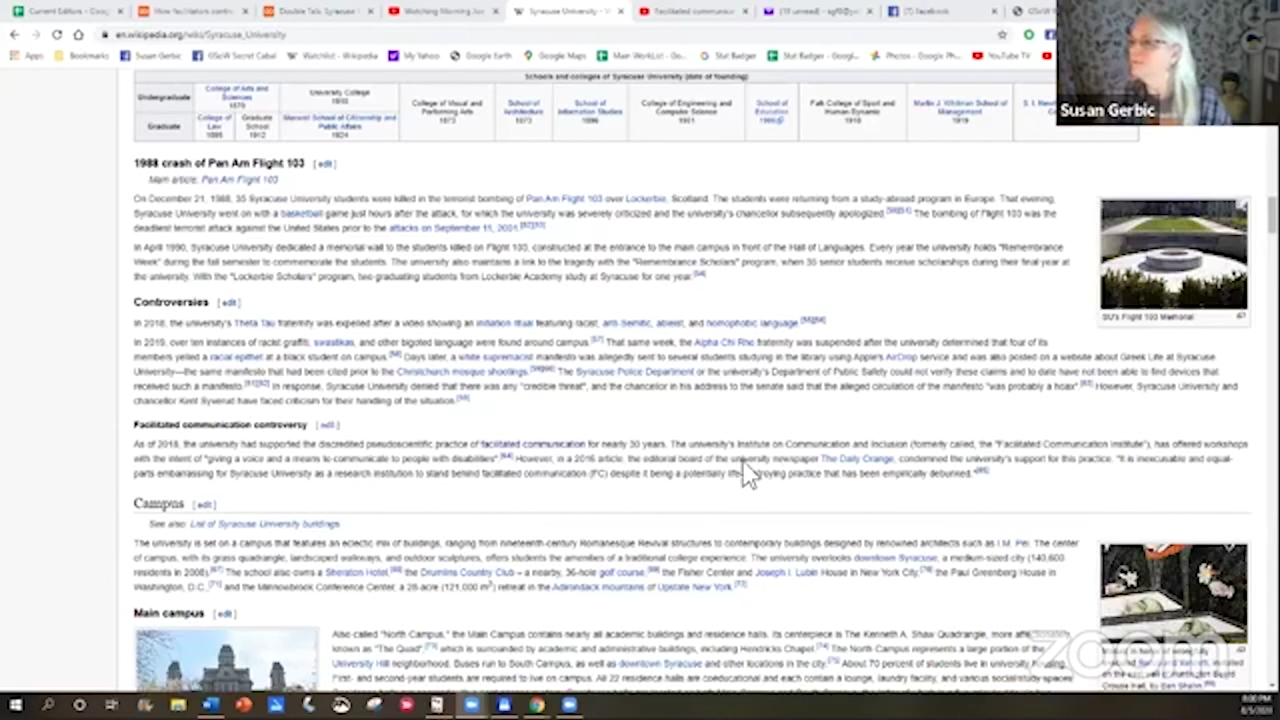 Current Editors - Goog
How facilitators contr
Double Talk: Syracuse
Watching Morning Jo
Syracuse University - W
Facilitated communica
Facebook
en.wikipedia.org/wiki/Syracuse_University
Apps Bookmarks Susan Gerbic GSoW Secret Cabal Watchlist - Wikipedia My Yahoo Google Earth Google Maps Main WorkList - Go... Stat Badger Stat Badger - Googl... Photos - Google Ph... YouTube TV
Susan Gerbic
Schools and colleges of Syracuse University (date of founding)
Undergraduate
College of Arts and Sciences 1870
University College 1918
College of Visual and Performing Arts 1873
School of Architecture 1873
School of Information Studies 1896
College of Engineering and Computer Science 1901
School of Education 1906
Falk College of Sport and Human Dynamics 1918
Martin J. Whitman School of Management 1919
Graduate
College of Law 1895
Graduate School 1912
Maxwell School of Citizenship and Public Affairs 1924
1988 crash of Pan Am Flight 103 [edit]
Main article: Pan Am Flight 103
On December 21, 1988, 35 Syracuse University students were killed in the terrorist bombing of Pan Am Flight 103 over Lockerbie, Scotland. The students were returning from a study-abroad program in Europe. That evening,
Syracuse University went on with a basketball game just hours after the attack, for which the university was severely criticized and the university's chancellor subsequently apologized. The bombing of Flight 103 was the
deadliest terrorist attack against the United States prior to the attacks on September 11, 2001.
In April 1990, Syracuse University dedicated a memorial wall to the students killed on Flight 103, constructed at the entrance to the main campus in front of the Hall of Languages. Every year the university holds "Remembrance
Week" during the fall semester to commemorate the students. The university also maintains a link to the tragedy with the "Remembrance Scholars" program, when 35 senior students receive scholarships during their final year at
the university. With the "Lockerbie Scholars" program, two graduating students from Lockerbie Academy study at Syracuse for one year.
SU's Flight 103 Memorial
Controversies [edit]
In 2018, the university's Theta Tau fraternity was expelled after a video showing an initiation ritual featuring racist, anti-Semitic, ableist, and homophobic language.
In 2019, over ten instances of racist graffiti, swastikas, and other bigoted language were found around campus. That same week, the Alpha Chi Rho fraternity was suspended after the university determined that four of its
members yelled a racial epithet at a black student on campus. Days later, a white supremacist manifesto was allegedly sent to several students studying in the library using Apple's AirDrop service and was also posted on a website about Greek Life at Syracuse
University—the same manifesto that had been cited prior to the Christchurch mosque shootings. The Syracuse Police Department or the university's Department of Public Safety could not verify these claims and to date have not been able to find devices that
received such a manifesto. In response, Syracuse University denied that there was any "credible threat", and the chancellor in his address to the senate said that the alleged circulation of the manifesto "was probably a hoax" However, Syracuse University and
chancellor Kent Syverud have faced criticism for their handling of the situation.
Facilitated communication controversy [edit]
As of 2018, the university had supported the discredited pseudoscientific practice of facilitated communication for nearly 30 years. The university's Institute on Communication and Inclusion (formerly called, the "Facilitated Communication Institute"), has offered workshops
with the intent of "giving a voice and a means to communicate to people with disabilities". However, in a 2016 article, the editorial board of the university newspaper The Daily Orange, condemned the university's support for this practice. "It is inexcusable and equal-
parts embarrassing for Syracuse University as a research institution to stand behind facilitated communication (FC) despite it being a potentially life troying practice that has been empirically debunked."
Campus [edit]
See also: List of Syracuse University buildings
The university is set on a campus that features an eclectic mix of buildings, ranging from nineteenth-century Romanesque Revival structures to contemporary buildings designed by renowned architects such as I.M. Pei. The center
of campus, with its grass quadrangle, landscaped walkways, and outdoor sculptures, offers students the amenities of a traditional college experience. The university overlooks downtown Syracuse, a medium-sized city (140,600
residents in 2008). The school also owns a Sheraton Hotel, the Drumlins Country Club – a nearby, 36-hole golf course, the Fisher Center and Joseph I. Lubin House in New York City, the Paul Greenberg House in
Washington, D.C., and the Minnowbrook Conference Center, a 28-acre (121,000 m²) retreat in the Adirondack mountains of Upstate New York.
Main campus [edit]
Also called "North Campus," the Main Campus contains nearly all academic buildings and residence halls. Its centerpiece is The Kenneth A. Shaw Quadrangle, more
known as "The Quad", which is surrounded by academic and administrative buildings, including Hendricks Chapel. The North Campus represents a large portion of the
University Hill neighborhood. Buses run to South Campus, as well as downtown Syracuse and other locations in the city. About 70 percent of students live in university
First- and second-year students are required to live on campus. All 22 residence halls are coeducational and each contain a lounge, laundry facility, and various social/study spaces
zoom
8:00 PM
8/5/2020